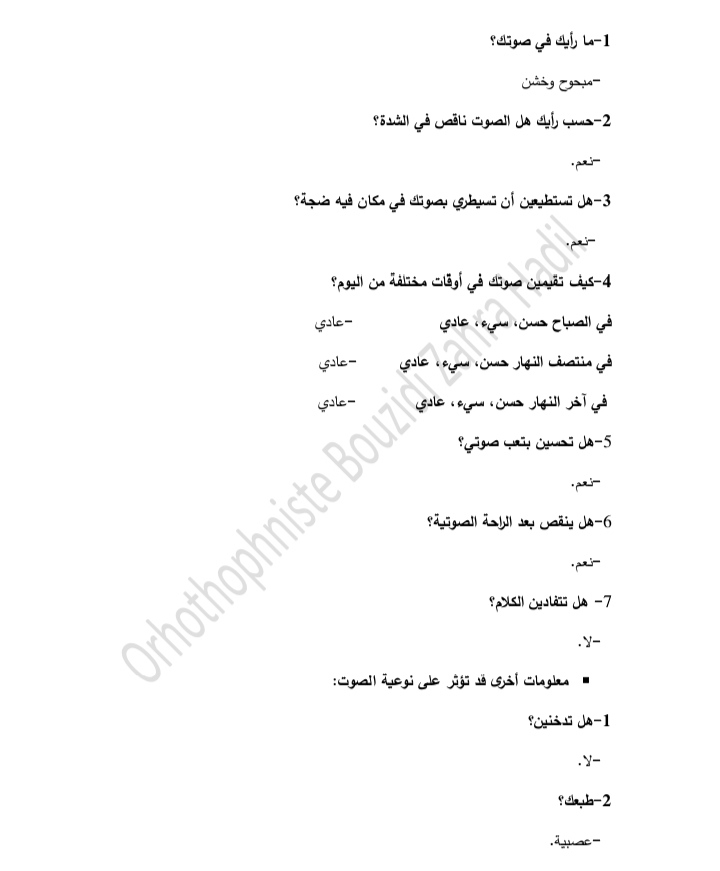 1-ما رأيك في صوتك؟
-مبحوح وخشن
2-حسب رأيك هل الصوت ناقص في الشدة؟
-نعم.
3-هل تستطيعين أن تسيطري بصوتك في مكان فيه ضجة؟
-نعم.
4-كيف تقيمين صوتك في أوقات مختلفة من اليوم؟
في الصباح حسن، سيء، عادي -عادي
في منتصف النهار حسن، سيء، عادي -عادي
في آخر النهار حسن، سيء، عادي -عادي
5-هل تحسين بتعب صوتي؟
-نعم.
6-هل ينقص بعد الراحة الصوتية؟
-نعم.
7- هل تتفادين الكلام؟
-لا.
▪ معلومات أخرى قد تؤثر على نوعية الصوت:
1-هل تدخنين؟
-لا.
2-طبعك؟
-عصبية.
Orhothophniste Bouzidi Zahra Hadil